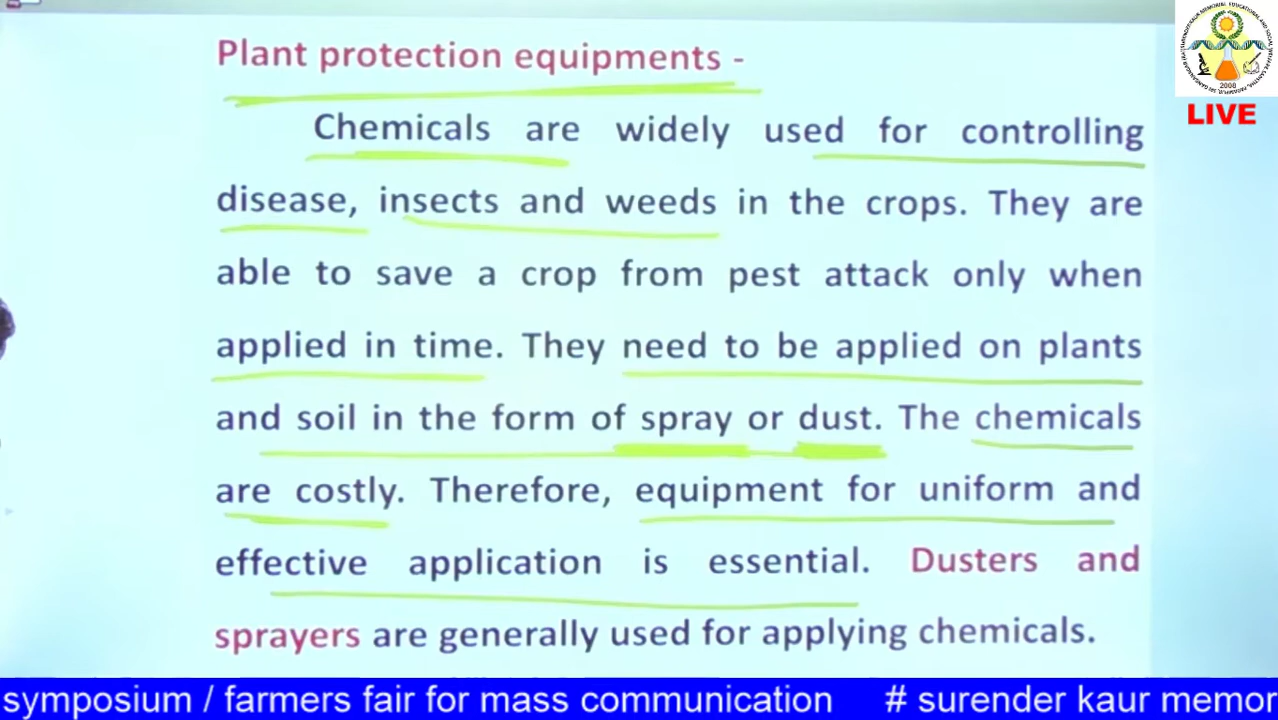 Plant protection equipments -
Chemicals are widely used for controlling
disease, insects and weeds in the crops. They are
able to save a crop from pest attack only when
applied in time. They need to be applied on plants
and soil in the form of spray or dust. The chemicals
are costly. Therefore, equipment for uniform and
effective application is essential. Dusters and
sprayers are generally used for applying chemicals.
2008
LIVE
symposium / farmers fair for mass communication # surender kaur memor